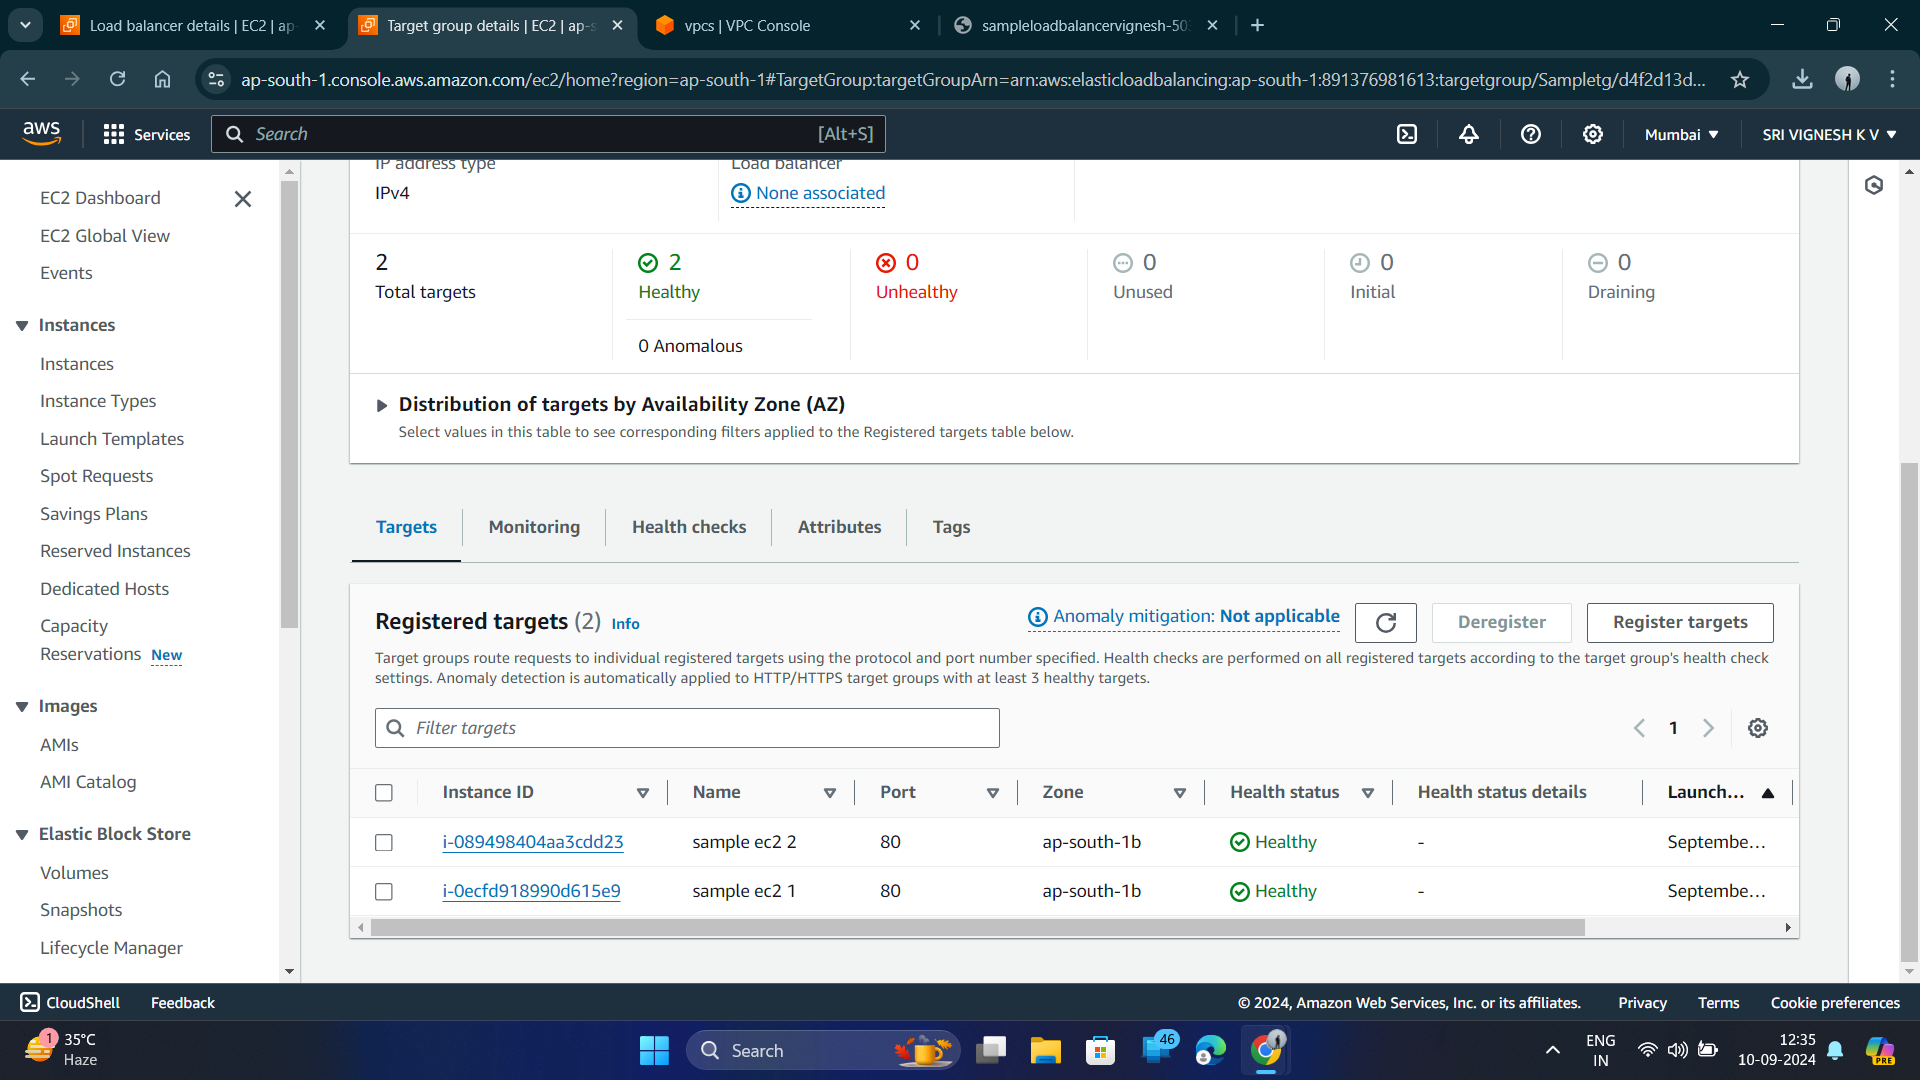 Load balancer details | EC2 | ap-
Target group details | EC2 | ap-s
vpcs | VPC Console
sampleloadbalancervignesh-50
ap-south-1.console.aws.amazon.com/ec2/home?region=ap-south-1#TargetGroup:targetGroupArn=arn:aws:elasticloadbalancing:ap-south-1:891376981613:targetgroup/Sampletg/d4f2d13d...
aws
Services
Search
[Alt+S]
Mumbai
SRI VIGNESH K V
EC2 Dashboard
EC2 Global View
Events
Instances
Instances
Instance Types
Launch Templates
Spot Requests
Savings Plans
Reserved Instances
Dedicated Hosts
Capacity
Reservations New
Images
AMIs
AMI Catalog
Elastic Block Store
Volumes
Snapshots
Lifecycle Manager
IP address type
IPv4
Load balancer
None associated
2
Total targets
2
Healthy
0 Anomalous
0
Unhealthy
0
Unused
0
Initial
0
Draining
Distribution of targets by Availability Zone (AZ)
Select values in this table to see corresponding filters applied to the Registered targets table below.
Targets
Monitoring
Health checks
Attributes
Tags
Registered targets (2) Info
Anomaly mitigation: Not applicable
Deregister
Register targets
Target groups route requests to individual registered targets using the protocol and port number specified. Health checks are performed on all registered targets according to the target group's health check
settings. Anomaly detection is automatically applied to HTTP/HTTPS target groups with at least 3 healthy targets.
Filter targets
1
Instance ID Name Port Zone Health status Health status details Launch...
i-089498404aa3cdd23 sample ec2 2 80 ap-south-1b Healthy - Septembe...
i-0ecfd918990d615e9 sample ec2 1 80 ap-south-1b Healthy - Septembe...
CloudShell
Feedback
© 2024, Amazon Web Services, Inc. or its affiliates.
Privacy
Terms
Cookie preferences
1
35°C
Haze
Search
46
ENG
IN
12:35
10-09-2024
PRE